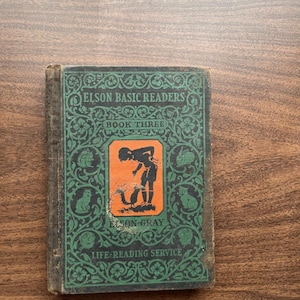 ELSON BASIC READERS
BOOK THREE
ELSON-GRAY
LIFE-READING SERVICE